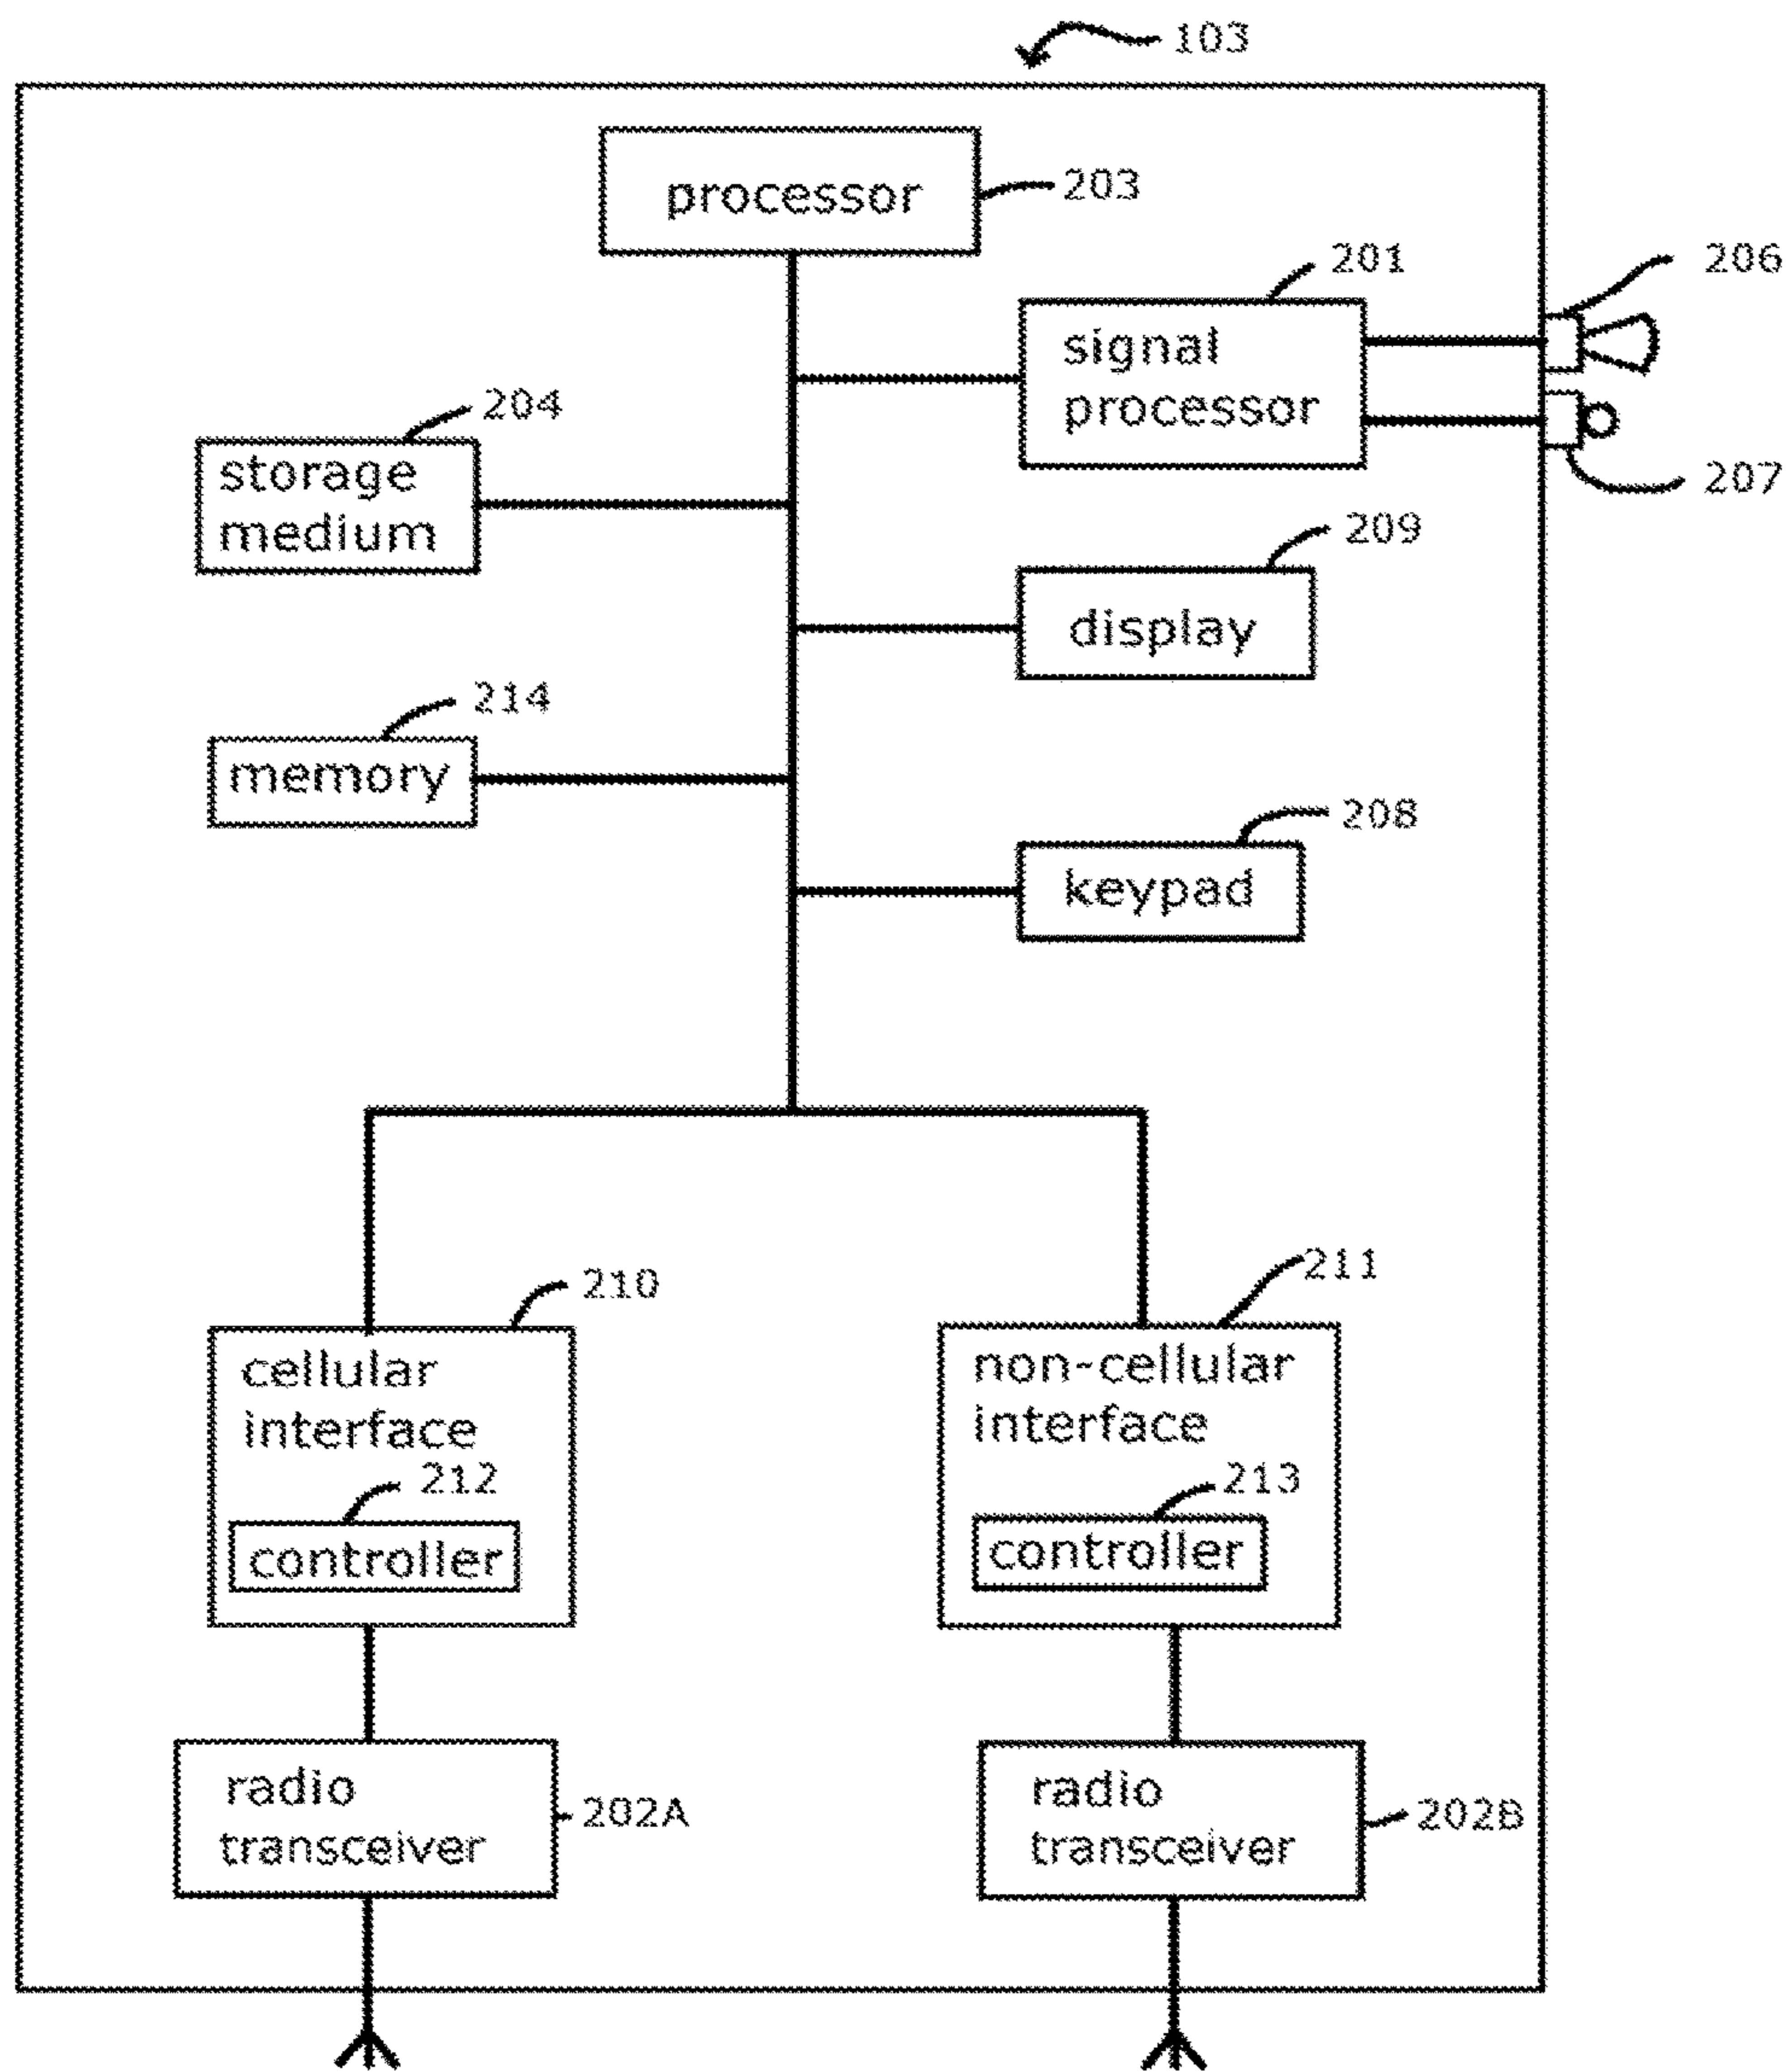 103
processor
203
201
206
signal
processor
204
storage
medium
207
209
display
214
memory
208
keypad
210
cellular
interface
212
controller
211
non-cellular
interface
213
controller
radio
transceiver
202A
radio
transceiver
202B